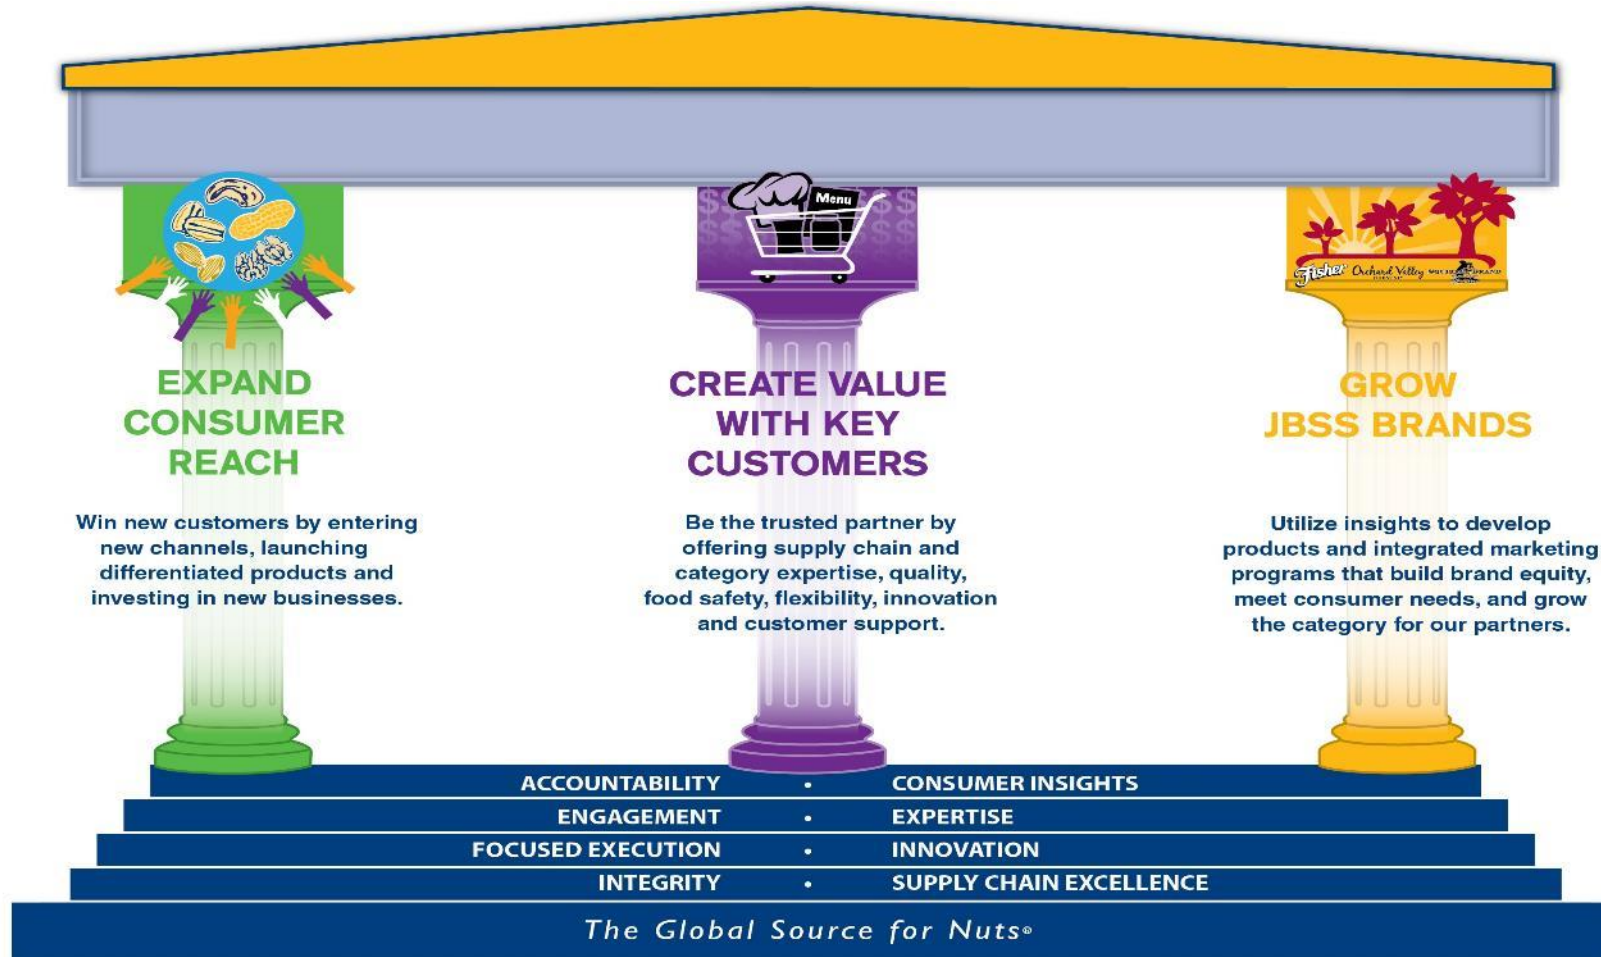 Menu
Fisher Orchard Valley
EXPAND
CONSUMER
REACH
Win new customers by entering
new channels, launching
differentiated products and
investing in new businesses.
CREATE VALUE
WITH KEY
CUSTOMERS
Be the trusted partner by
offering supply chain and
category expertise, quality,
food safety, flexibility, innovation
and customer support.
GROW
JBSS BRANDS
Utilize insights to develop
products and integrated marketing
programs that build brand equity,
meet consumer needs, and grow
the category for our partners.
ACCOUNTABILITY • CONSUMER INSIGHTS
ENGAGEMENT • EXPERTISE
FOCUSED EXECUTION • INNOVATION
INTEGRITY • SUPPLY CHAIN EXCELLENCE
The Global Source for Nuts®